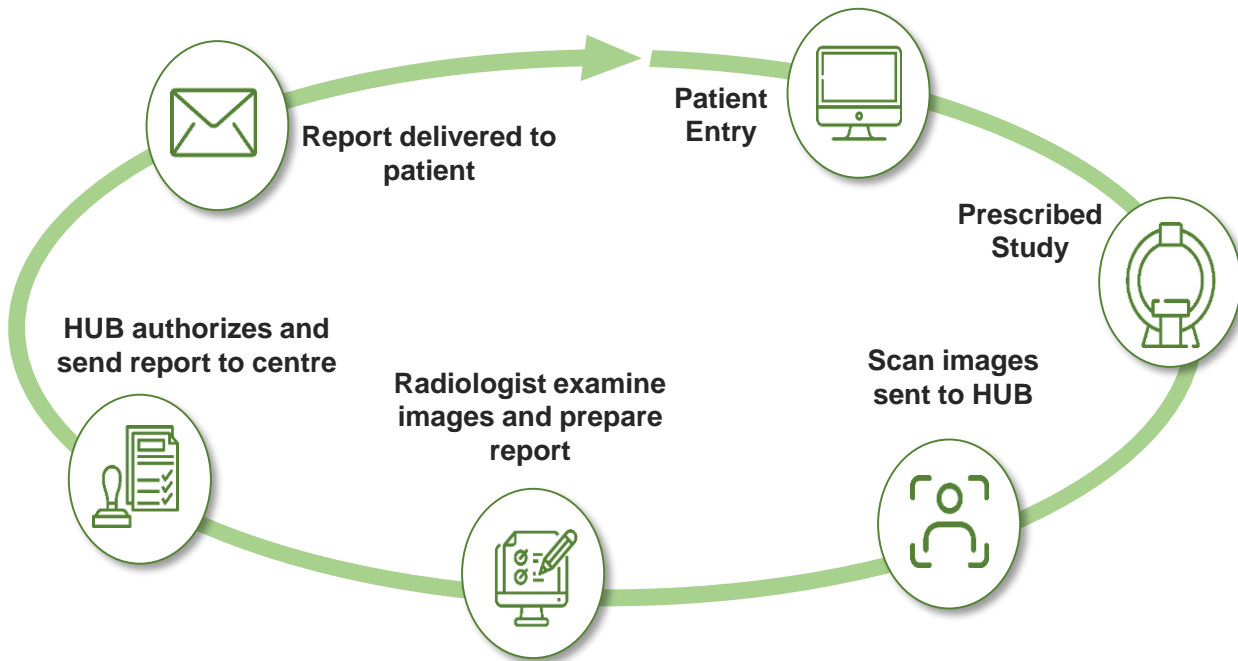 Patient
Entry
Prescribed
Study
Scan images
sent to HUB
Radiologist examine
images and prepare
report
HUB authorizes and
send report to centre
Report delivered to
patient